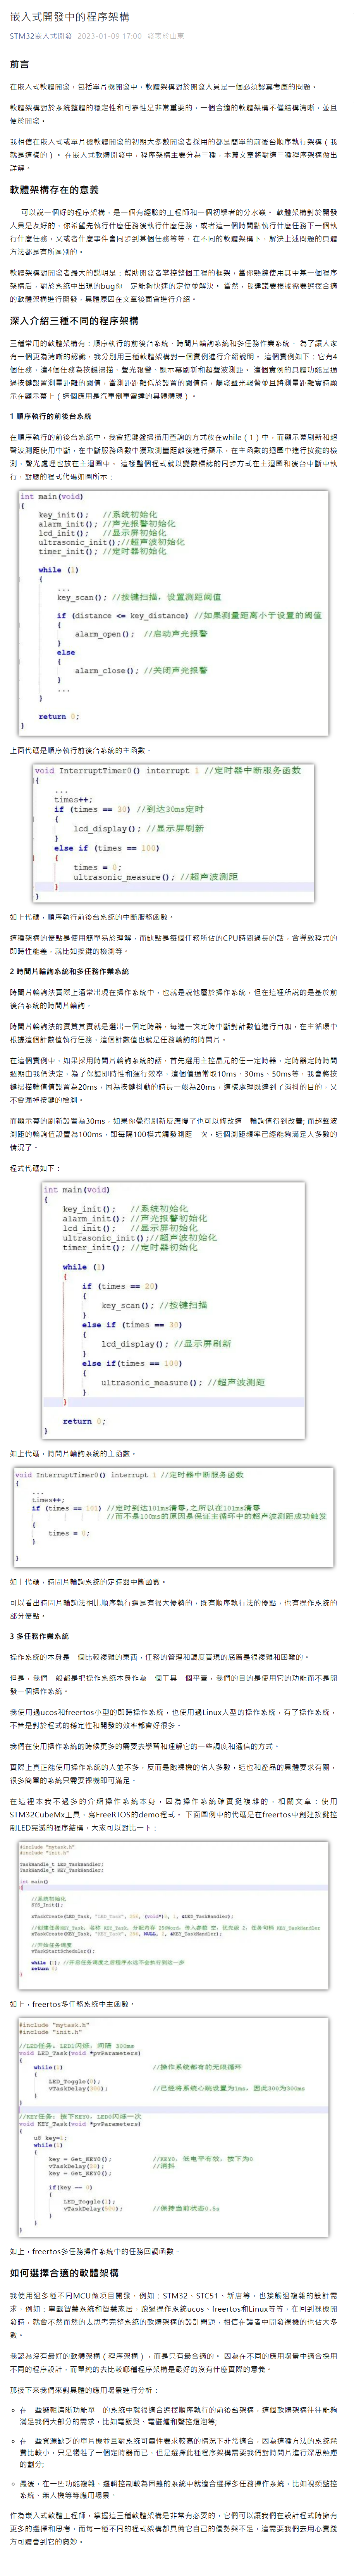 嵌入式開發中的程序架構
STM32嵌入式開發 2023-01-09 17:00 發表於山東
前言
在嵌入式軟體開發，包括單片機開發中，軟體架構對於開發人員是一個必須認真考慮的問題。
軟體架構對於系統整體的穩定性和可靠性是非常重要的，一個合適的軟體架構不僅結構清晰，並且
便於開發。
我相信在嵌入式或單片機軟體開發的初期大多數開發者採用的都是簡單的前後台順序執行架構（我
就是這樣的）。 在嵌入式軟體開發中，程序架構主要分為三種，本篇文章將對這三種程序架構做出
詳解。
軟體架構存在的意義
可以說一個好的程序架構，是一個有經驗的工程師和一個初學者的分水嶺。 軟體架構對於開發
人員是友好的，你希望先執行什麼任務後執行什麼任務，或者這一個時間點執行什麼任務下一個執
行什麼任務，又或者什麼事件會同步到某個任務等等，在不同的軟體架構下，解決上述問題的具體
方法都是有所區別的。
軟體架構對開發者最大的說明是：幫助開發者掌控整個工程的框架，當你熟練使用其中某一個程序
架構后，對於系統中出現的bug你一定能夠快速的定位並解決。 當然，我建議要根據需要選擇合適
的軟體架構進行開發，具體原因在文章後面會進行介紹。
深入介紹三種不同的程序架構
三種常用的軟體架構有：順序執行的前後台系統、時間片輪詢系統和多任務作業系統。 為了讓大家
有一個更為清晰的認識，我分別用三種軟體架構對一個實例進行介紹說明。 這個實例如下：它有4
個任務，這4個任務為按鍵掃描、聲光報警、顯示幕刷新和超聲波測距。 這個實例的具體功能是通
過按鍵設置測量距離的閾值，當測距距離低於設置的閾值時，觸發聲光報警並且將測量距離實時顯
示在顯示幕上（這個應用是汽車倒車雷達的具體體現）。
1 順序執行的前後台系統
在順序執行的前後台系統中，我會把鍵盤掃描用查詢的方式放在while（1）中，而顯示幕刷新和超
聲波測距使用中斷，在中斷服務函數中獲取測量距離後進行顯示，在主函數的迴圈中進行按鍵的檢
測，聲光處理也放在主迴圈中。 這樣整個程式就以變數標誌的同步方式在主迴圈和後台中斷中執
行，對應的程式代碼如圖所示：
int main(void)
{
key_init(); //系统初始化
alarm_init(); //声光报警初始化
lcd_init(); //显示屏初始化
ultrasonic_init();//超声波初始化
timer_init(); //定时器初始化
while (1)
{
...
key_scan(); //按键扫描，设置测距阈值
if (distance <= key_distance) //如果测量距离小于设置的阈值
{
alarm_open(); //启动声光报警
}
else
{
alarm_close(); //关闭声光报警
}
...
}
return 0;
}
上面代碼是順序執行前後台系統的主函數。
void InterruptTimer0() interrupt 1 //定时器中断服务函数
{
...
times++;
if (times == 30) //到达30ms定时
{
lcd_display(); //显示屏刷新
}
else if (times == 100)
{
times = 0;
ultrasonic_measure(); //超声波测距
}
}
如上代碼，順序執行前後台系統的中斷服務函數。
這種架構的優點是使用簡單易於理解，而缺點是每個任務所佔的CPU時間過長的話，會導致程式的
即時性能差，就比如按鍵的檢測等。
2 時間片輪詢系統和多任務作業系統
時間片輪詢法實際上通常出現在操作系統中，也就是說他屬於操作系統，但在這裡所說的是基於前
後台系統的時間片輪詢。
時間片輪詢法的實質其實就是選出一個定時器，每進一次定時中斷對計數值進行自加，在主循環中
根據這個計數值執行任務，這個計數值也就是任務輪詢的時間片。
在這個實例中，如果採用時間片輪詢系統的話，首先選用主控晶元的任一定時器，定時器定時時間
週期由我們決定，為了保證即時性和運行效率，這個值通常取10ms、30ms、50ms等，我會將按
鍵掃描輪值值設置為20ms，因為按鍵抖動的時長一般為20ms，這樣處理既達到了消抖的目的，又
不會漏掉按鍵的檢測。
而顯示幕的刷新設置為30ms，如果你覺得刷新反應慢了也可以修改這一輪詢值得到改善; 而超聲波
測距的輪詢值設置為100ms，即每隔100模式觸發測距一次，這個測距頻率已經能夠滿足大多數的
情況了。
程式代碼如下：
int main(void)
{
key_init(); //系统初始化
alarm_init(); //声光报警初始化
lcd_init(); //显示屏初始化
ultrasonic_init();//超声波初始化
timer_init(); //定时器初始化
while (1)
{
if (times == 20)
{
key_scan(); //按键扫描
}
else if (times == 30)
{
lcd_display(); //显示屏刷新
}
else if(times == 100)
{
ultrasonic_measure(); //超声波测距
}
}
return 0;
}
如上代碼，時間片輪詢系統的主函數。
void InterruptTimer0() interrupt 1 //定时器中断服务函数
{
...
times++;
if (times == 101) //定时到达101ms清零,之所以在101ms清零
//而不是100ms的原因是保证主循环中的超声波测距成功触发
{
times = 0;
}
}
如上代碼，時間片輪詢系統的定時器中斷函數。
可以看出時間片輪詢法相比順序執行還是有很大優勢的，既有順序執行法的優點，也有操作系統的
部分優點。
3 多任務作業系統
操作系統的本身是一個比較複雜的東西，任務的管理和調度實現的底層是很複雜和困難的。
但是，我們一般都是把操作系統本身作為一個工具一個平臺，我們的目的是使用它的功能而不是開
發一個操作系統。
我使用過ucos和freertos小型的即時操作系統，也使用過Linux大型的操作系統，有了操作系統，
不管是對於程式的穩定性和開發的效率都會好很多。
我們在使用操作系統的時候更多的需要去學習和理解它的一些調度和通信的方式。
實際上真正能使用操作系統的人並不多，反而是跑裸機的佔大多數，這也和產品的具體要求有關，
很多簡單的系統只需要裸機即可滿足。
在這裡本我不過多的介紹操作系統本身，因為操作系統確實挺複雜的，相關文章：使用
STM32CubeMx工具，寫FreeRTOS的demo程式。 下面圖例中的代碼是在freertos中創建按鍵控
制LED亮滅的程序結構，大家可以對比一下：
#include "mytask.h"
#include "init.h"
TaskHandle_t LED_TaskHandler;
TaskHandle_t KEY_TaskHandler;
int main()
{
//系统初始化
SYS_Init();
xTaskCreate(LED_Task, "LED_Task", 256, (void*)1, 2, &LED_TaskHandler);
//创建任务KEY_Task，名称 KEY_Task，分配内存 256Word，传入参数 空，优先级 2，任务句柄 KEY_TaskHandler
xTaskCreate(KEY_Task, "KEY_Task", 256, NULL, 2, &KEY_TaskHandler);
//开始任务调度
vTaskStartScheduler();
while (1); //开启任务调度之后程序永远不会执行到这一步
return 0;
}
如上，freertos多任務系統中主函數。
#include "mytask.h"
#include "init.h"
//LED任务：LED1闪烁，间隔 300ms
void LED_Task(void *pvParameters)
{
while(1) //操作系统都有的无限循环
{
LED_Toggle(0);
vTaskDelay(300); //已经将系统心跳设置为1ms，因此300为300ms
}
}
//KEY任务：按下KEY0，LED0闪烁一次
void KEY_Task(void *pvParameters)
{
u8 key=1;
while(1)
{
key = Get_KEY0(); //KEY0，低电平有效，按下为0
vTaskDelay(20); //消抖
key = Get_KEY0();
if(key == 0)
{
LED_Toggle(1);
vTaskDelay(500); //保持当前状态0.5s
}
}
}
如上，freertos多任務操作系統中的任務回調函數。
如何選擇合適的軟體架構
我使用過多種不同MCU做項目開發，例如：STM32、STC51、新唐等，也接觸過複雜的設計需
求，例如：車載智慧系統和智慧家居，跑過操作系統ucos、freertos和Linux等等，在回到裸機開
發時，就會不然而然的去思考完整系統的軟體架構的設計問題，相信在讀者中開發裸機的也佔大多
數。
我認為沒有最好的軟體架構（程序架構），而是只有最合適的。 因為在不同的應用場景中適合採用
不同的程序設計，而單純的去比較哪種程序架構是最好的沒有什麼實際的意義。
那接下來我們來對具體的應用場景進行分析：
在一些邏輯清晰功能單一的系統中就很適合選擇順序執行的前後台架構，這個軟體架構往往能夠
滿足我們大部分的需求，比如電飯煲、電磁爐和聲控燈泡等;
在一些資源缺乏的單片機並且對系統可靠性要求較高的情況下非常適合，因為這種方法的系統耗
費比較小，只是犧牲了一個定時器而已，但是選擇此種程序架構需要我們對時間片進行深思熟慮
的劃分;
最後，在一些功能複雜，邏輯控制較為困難的系統中就適合選擇多任務操作系統，比如視頻監控
系統、無人機等等應用場景。
作為嵌入式軟體工程師，掌握這三種軟體架構是非常有必要的，它們可以讓我們在設計程式時擁有
更多的選擇和思考，而每一種不同的程式架構都具備它自己的優勢與不足，這需要我們去用心實踐
方可體會到它的奧妙。